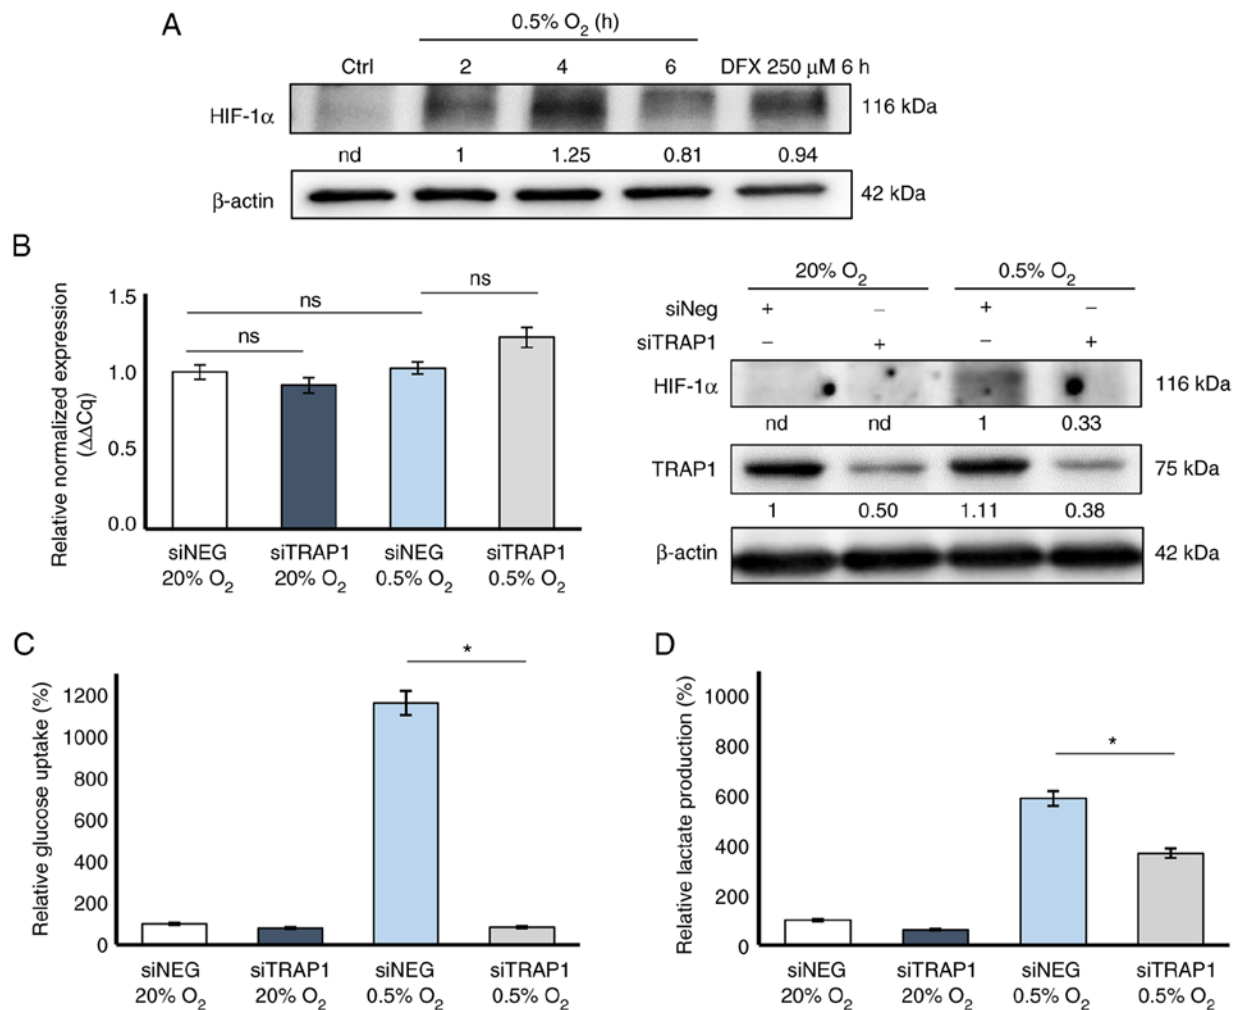 A
0.5% O2 (h)
Ctrl 2 4 6 DFX 250 μM 6 h
HIF-1α 116 kDa
nd 1 1.25 0.81 0.94
β-actin 42 kDa
B
Relative normalized expression
(ΔΔCq)
1.5
1.0
0.5
0.0
ns
ns
ns
siNEG siTRAP1 siNEG siTRAP1
20% O2 20% O2 0.5% O2 0.5% O2
20% O2 0.5% O2
siNeg + – + –
siTRAP1 – + – +
HIF-1α 116 kDa
nd nd 1 0.33
TRAP1 75 kDa
1 0.50 1.11 0.38
β-actin 42 kDa
C
Relative glucose uptake (%)
1200
1000
800
600
400
200
0
*
siNEG siTRAP1 siNEG siTRAP1
20% O2 20% O2 0.5% O2 0.5% O2
D
Relative lactate production (%)
1000
800
600
400
200
0
*
siNEG siTRAP1 siNEG siTRAP1
20% O2 20% O2 0.5% O2 0.5% O2